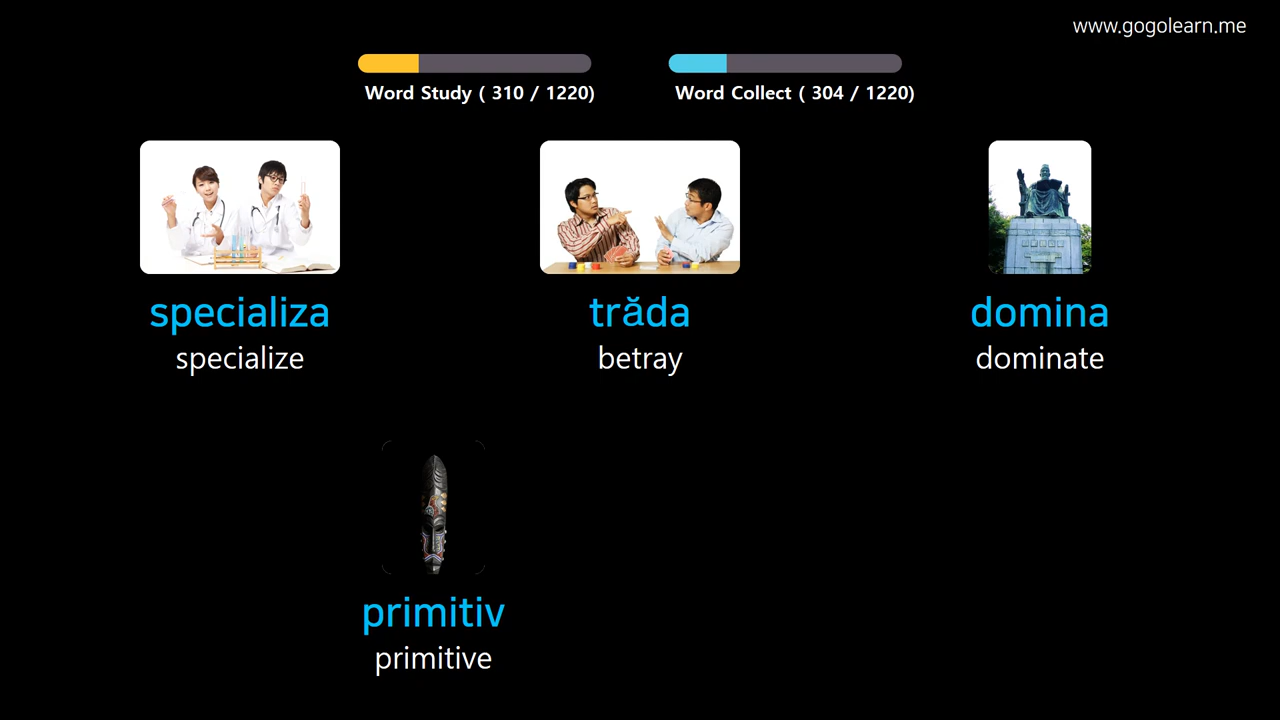 www.gogolearn.me
Word Study ( 310 / 1220)
Word Collect ( 304 / 1220)
specializa
specialize
trăda
betray
domina
dominate
primitiv
primitive